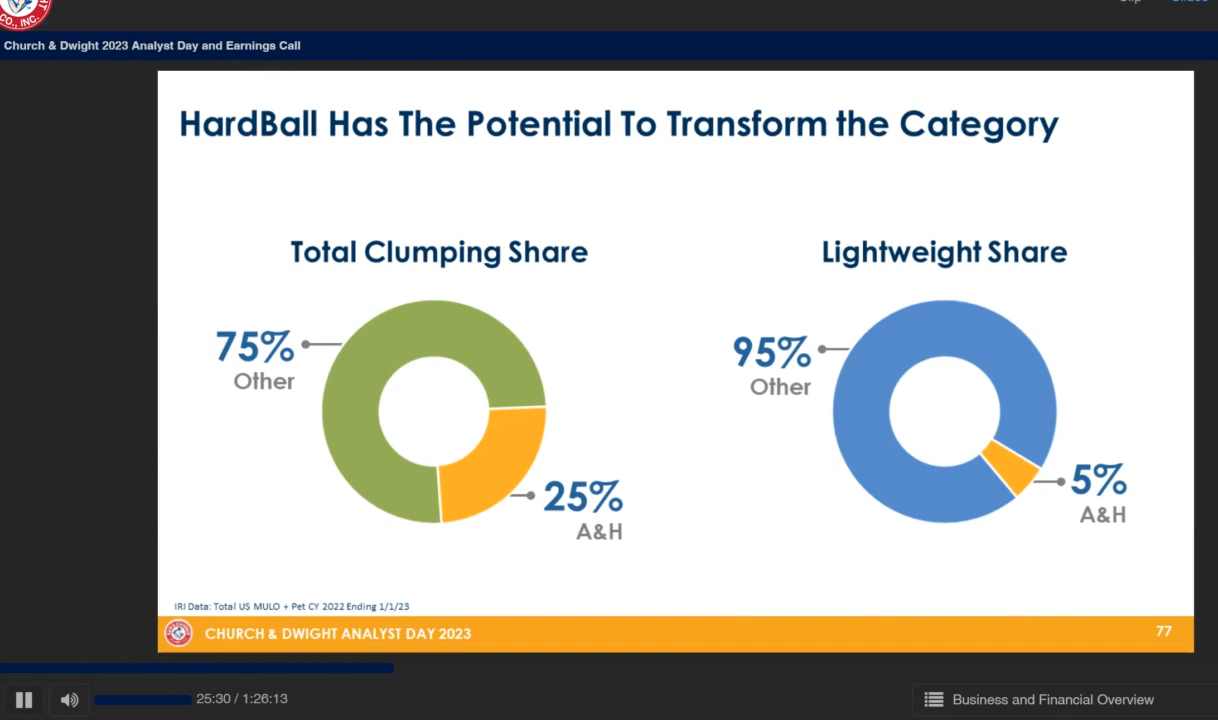 CO., INC.
Church & Dwight 2023 Analyst Day and Earnings Call
HardBall Has The Potential To Transform the Category
Total Clumping Share
Lightweight Share
75%
Other
25%
A&H
95%
Other
5%
A&H
IRI Data: Total US MULO + Pet CY 2022 Ending 1/1/23
CHURCH & DWIGHT ANALYST DAY 2023
77
25:30 / 1:26:13
Business and Financial Overview